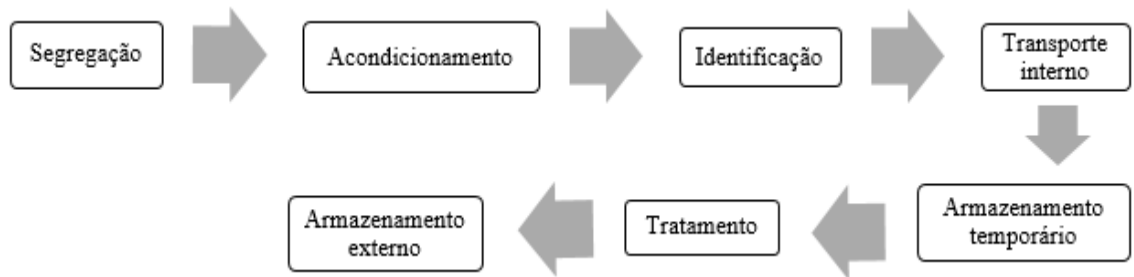 Segregação
Acondicionamento
Identificação
Transporte
interno
Armazenamento
temporário
Tratamento
Armazenamento
externo